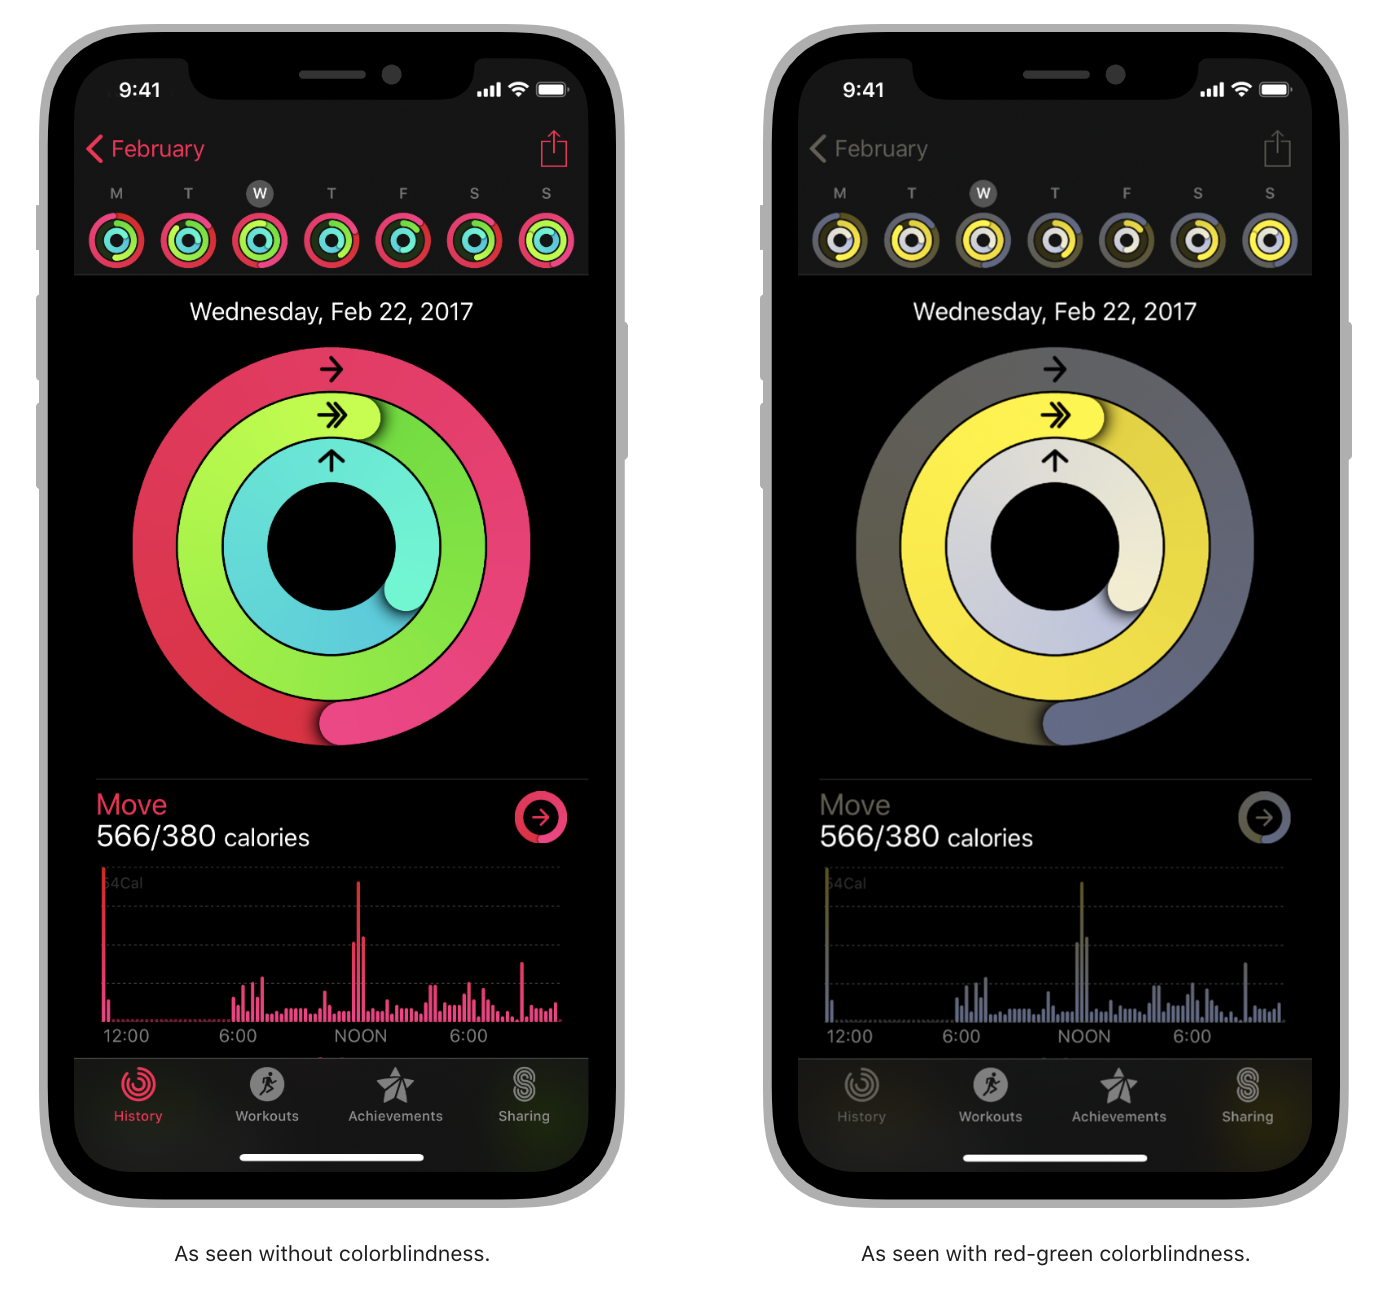 9:41
February
M T W T F S S
Wednesday, Feb 22, 2017
Move
566/380 calories
54Cal
12:00 6:00 NOON 6:00
History Workouts Achievements Sharing
As seen without colorblindness.
9:41
February
M T W T F S S
Wednesday, Feb 22, 2017
Move
566/380 calories
54Cal
12:00 6:00 NOON 6:00
History Workouts Achievements Sharing
As seen with red-green colorblindness.